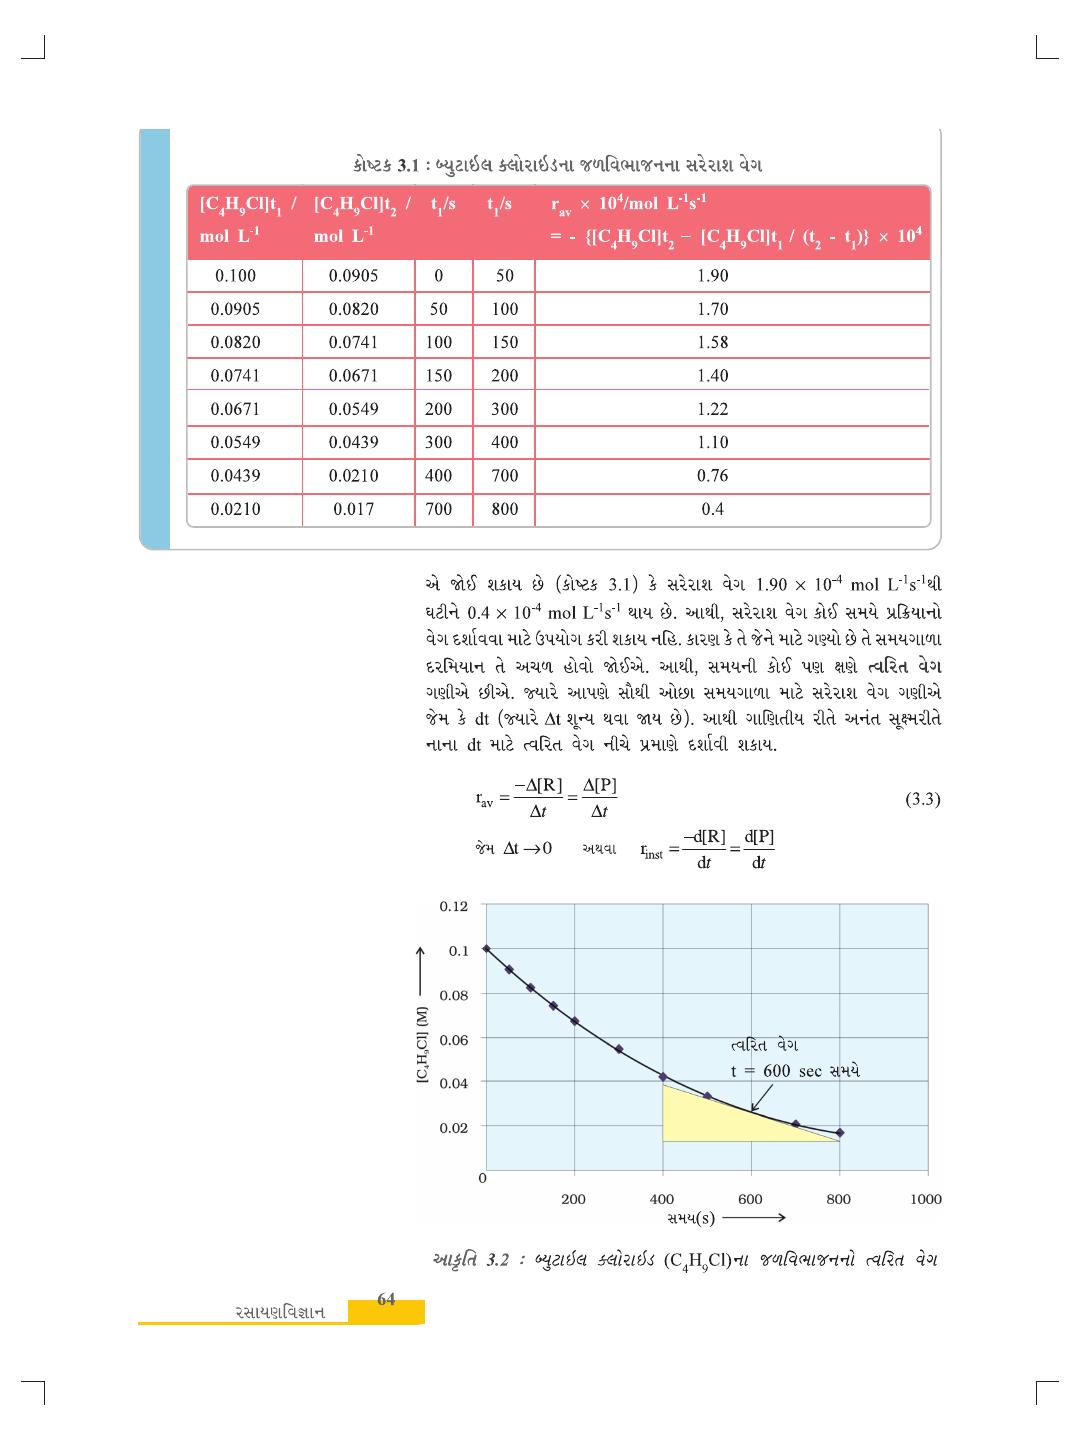 કોષ્ટક 3.1 : બ્યુટાઇલ ક્લોરાઇડના જળવિભાજનના સરેરાશ વેગ
[C₄H₉Cl]t₁ / [C₄H₉Cl]t₂ / t₁/s t₁/s r_av × 10⁴/mol L⁻¹s⁻¹
mol L⁻¹ mol L⁻¹ = - {[C₄H₉Cl]t₂ – [C₄H₉Cl]t₁ / (t₂ - t₁)} × 10⁴
0.100 0.0905 0 50 1.90
0.0905 0.0820 50 100 1.70
0.0820 0.0741 100 150 1.58
0.0741 0.0671 150 200 1.40
0.0671 0.0549 200 300 1.22
0.0549 0.0439 300 400 1.10
0.0439 0.0210 400 700 0.76
0.0210 0.017 700 800 0.4
એ જોઈ શકાય છે (કોષ્ટક 3.1) કે સરેરાશ વેગ 1.90 × 10⁻⁴ mol L⁻¹s⁻¹થી
ઘટીને 0.4 × 10⁻⁴ mol L⁻¹s⁻¹ થાય છે. આથી, સરેરાશ વેગ કોઈ સમયે પ્રક્રિયાનો
વેગ દર્શાવવા માટે ઉપયોગ કરી શકાય નહિ. કારણ કે તે જેને માટે ગણ્યો છે તે સમયગાળા
દરમિયાન તે અચળ હોવો જોઈએ. આથી, સમયની કોઈ પણ ક્ષણે ત્વરિત વેગ
ગણીએ છીએ. જ્યારે આપણે સૌથી ઓછા સમયગાળા માટે સરેરાશ વેગ ગણીએ
જેમ કે dt (જ્યારે Δt શૂન્ય થવા જાય છે). આથી ગાણિતીય રીતે અનંત સૂક્ષ્મરીતે
નાના dt માટે ત્વરિત વેગ નીચે પ્રમાણે દર્શાવી શકાય.
r_av = –Δ[R]/Δt = Δ[P]/Δt (3.3)
જેમ Δt →0 અથવા r_inst = –d[R]/dt = d[P]/dt
0.12
0.1
0.08
0.06
0.04
0.02
0
[C₄H₉Cl] (M)
ત્વરિત વેગ
t = 600 sec સમયે
200 400 600 800 1000
સમય(s)
આકૃતિ 3.2 : બ્યુટાઇલ ક્લોરાઇડ (C₄H₉Cl)ના જળવિભાજનનો ત્વરિત વેગ
રસાયણવિજ્ઞાન 64